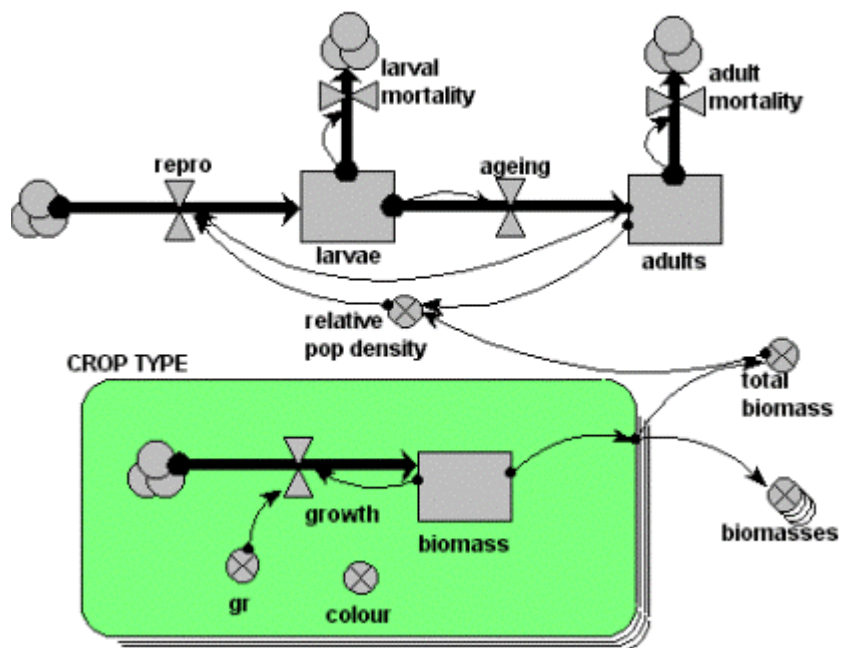 larval
mortality
adult
mortality
repro
ageing
larvae
adults
relative
pop density
CROP TYPE
total
biomass
growth
biomass
biomasses
gr
colour